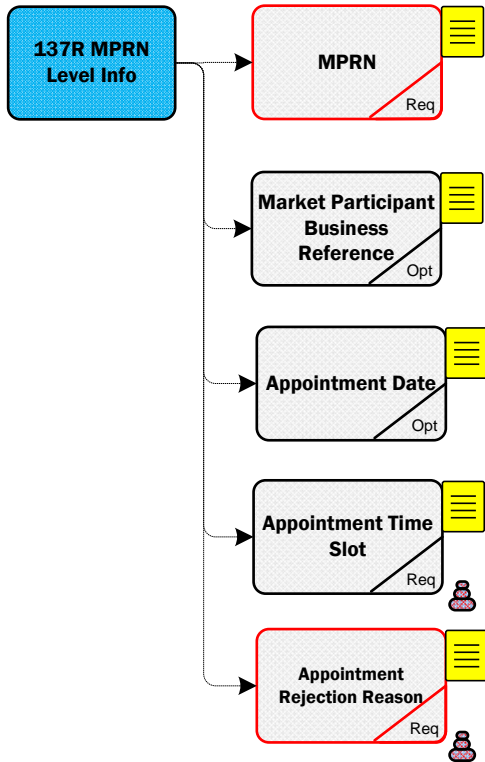 137R MPRN
Level Info
MPRN
Req
Market Participant
Business
Reference
Opt
Appointment Date
Opt
Appointment Time
Slot
Req
Appointment
Rejection Reason
Req